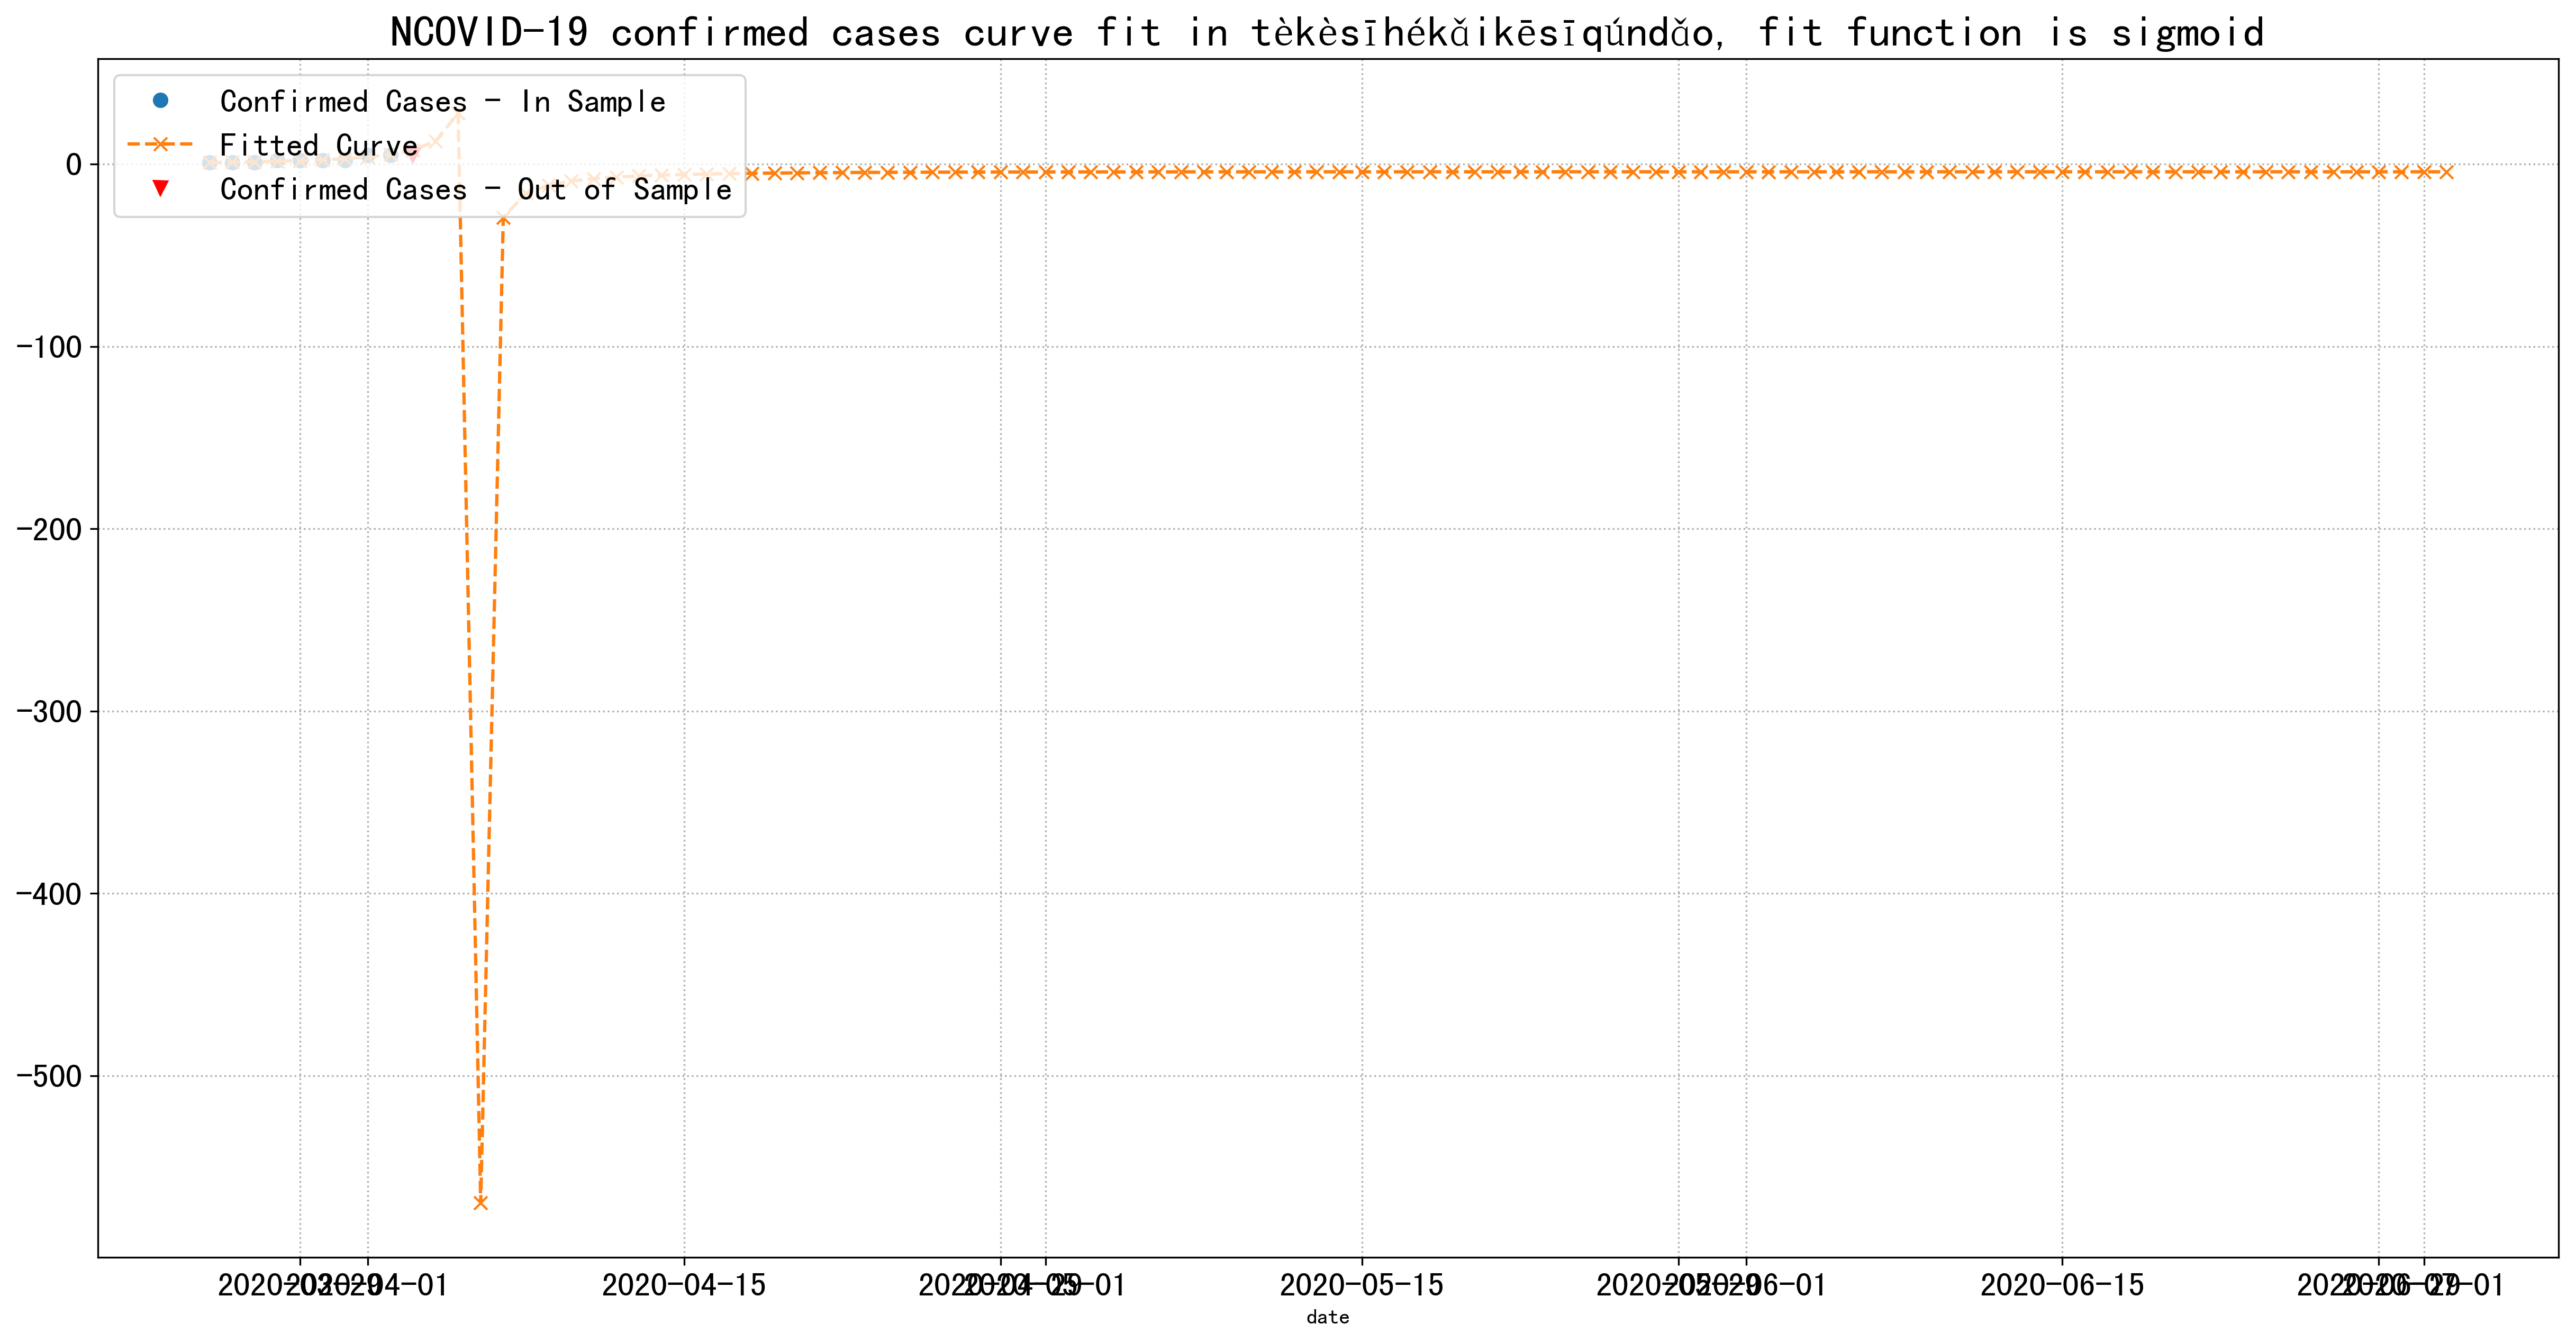 NCOVID-19 confirmed cases curve fit in tèkèsīhékǎikēsīqúndǎo, fit function is sigmoid
Confirmed Cases - In Sample
Fitted Curve
Confirmed Cases - Out of Sample
0
-100
-200
-300
-400
-500
2020-03-29 2020-04-01 2020-04-15 2020-04-29 2020-05-01 2020-05-15 2020-05-29 2020-06-01 2020-06-15 2020-06-29 2020-07-01
date